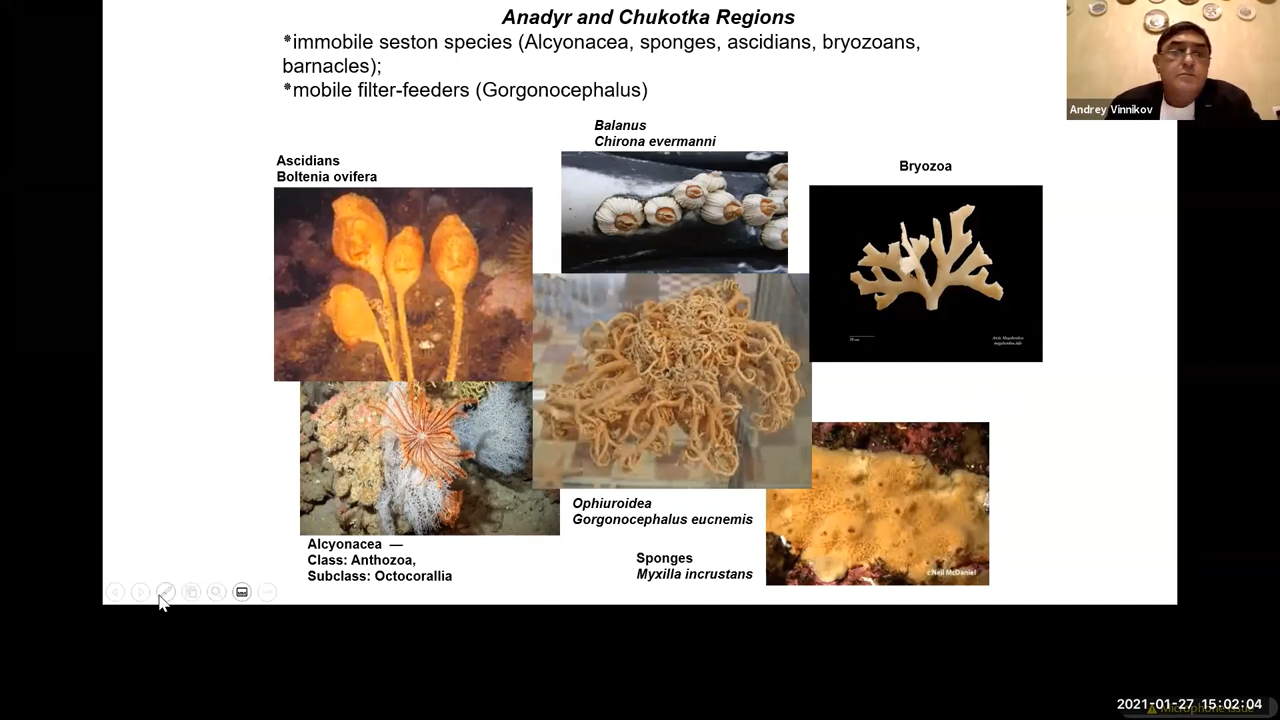 Anadyr and Chukotka Regions
*immobile seston species (Alcyonacea, sponges, ascidians, bryozoans,
barnacles);
*mobile filter-feeders (Gorgonocephalus)
Andrey Vinnikov
Balanus
Chirona evermanni
Ascidians
Boltenia ovifera
Bryozoa
Ophiuroidea
Gorgonocephalus eucnemis
Alcyonacea —
Class: Anthozoa,
Subclass: Octocorallia
Sponges
Myxilla incrustans
c Neil McDaniel
2021-01-27 15:02:04